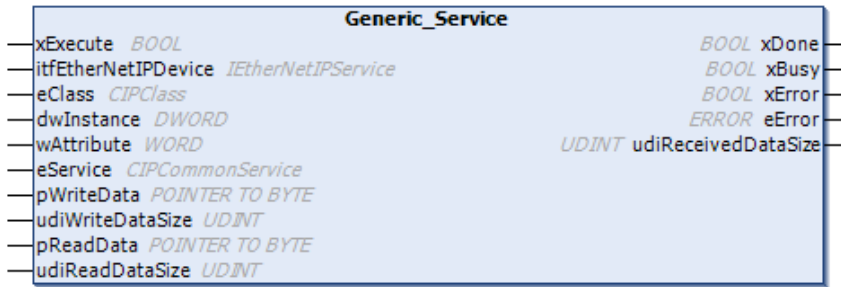 Generic_Service
xExecute BOOL BOOL xDone
itfEtherNetIPDevice IEtherNetIPService BOOL xBusy
eClass CIPClass BOOL xError
dwInstance DWORD ERROR eError
wAttribute WORD UDINT udiReceivedDataSize
eService CIPCommonService
pWriteData POINTER TO BYTE
udiWriteDataSize UDINT
pReadData POINTER TO BYTE
udiReadDataSize UDINT